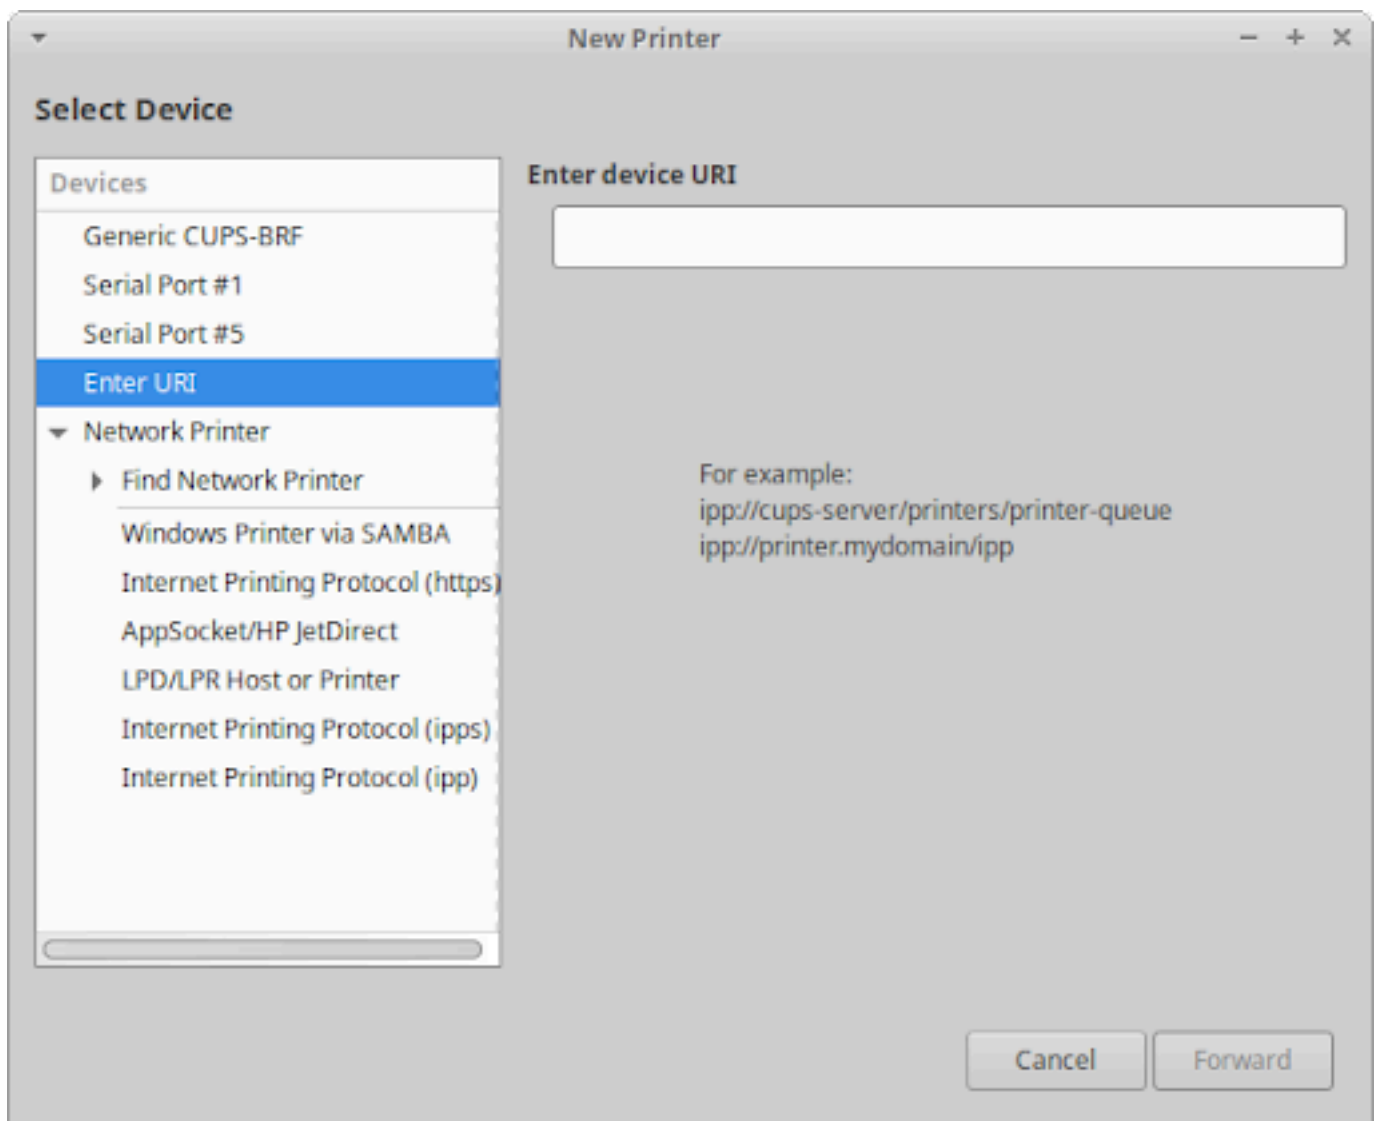 New Printer
Select Device
Devices
Generic CUPS-BRF
Serial Port #1
Serial Port #5
Enter URI
Network Printer
Find Network Printer
Windows Printer via SAMBA
Internet Printing Protocol (https)
AppSocket/HP JetDirect
LPD/LPR Host or Printer
Internet Printing Protocol (ipps)
Internet Printing Protocol (ipp)
Enter device URI
For example:
ipp://cups-server/printers/printer-queue
ipp://printer.mydomain/ipp
Cancel
Forward